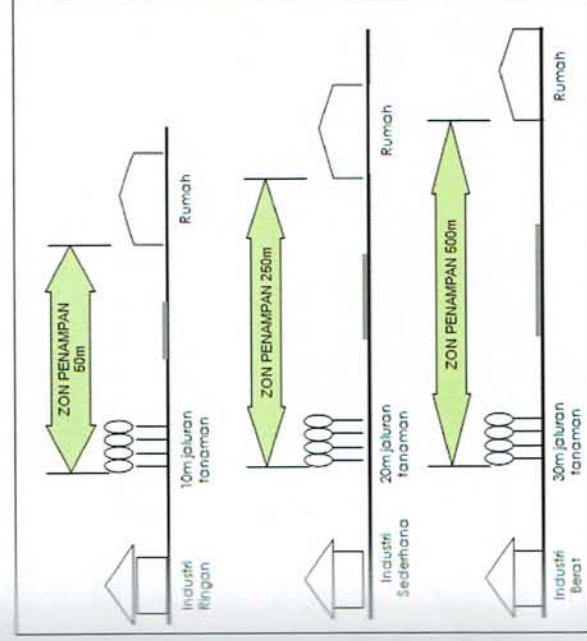 ZON PENAMPAN
50m
Industri
Ringan
10m jaluran
tanaman
Rumah
ZON PENAMPAN 250m
Industri
Sederhana
20m jaluran
tanaman
Rumah
ZON PENAMPAN 500m
Industri
Berat
30m jaluran
tanaman
Rumah